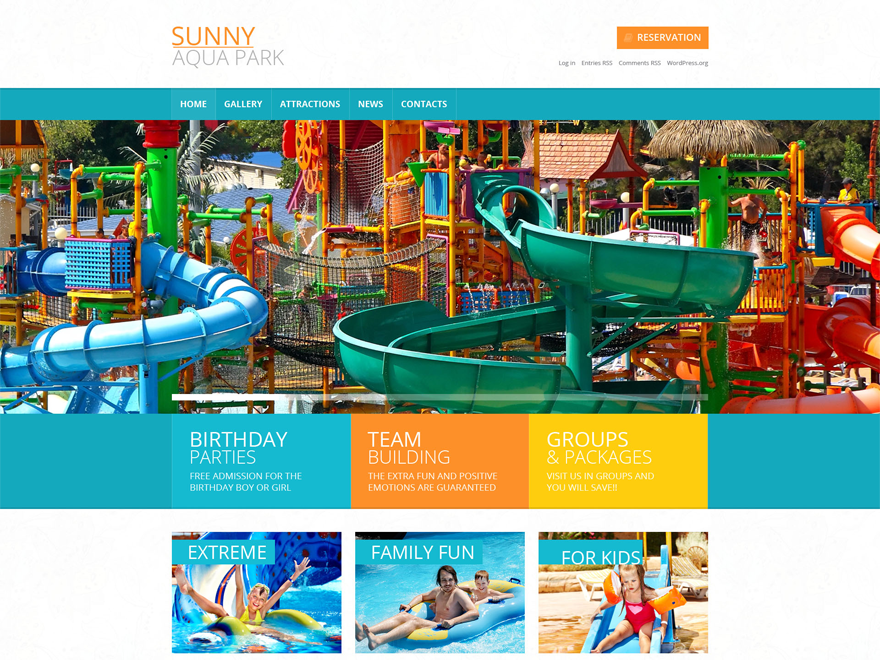 SUNNY
AQUA PARK
RESERVATION
Log in Entries RSS Comments RSS WordPress.org
HOME GALLERY ATTRACTIONS NEWS CONTACTS
BIRTHDAY
PARTIES
FREE ADMISSION FOR THE
BIRTHDAY BOY OR GIRL
TEAM
BUILDING
THE EXTRA FUN AND POSITIVE
EMOTIONS ARE GUARANTEED
GROUPS
& PACKAGES
VISIT US IN GROUPS AND
YOU WILL SAVE!!
EXTREME
FAMILY FUN
FOR KIDS